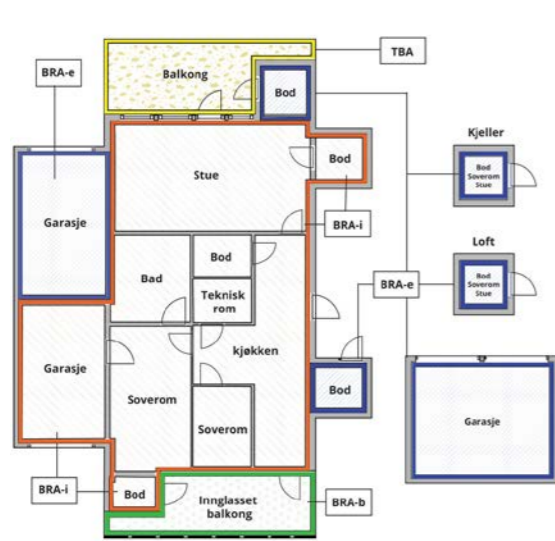 TBA
BRA-e
Balkong
Bod
Kjeller
Bod
Soverom
Stue
Stue
Bod
Garasje
BRA-i
Loft
Bod
Soverom
Stue
Bad
Bod
Teknisk
rom
BRA-e
kjøkken
Garasje
Soverom
Bod
Soverom
Garasje
BRA-i
Bod
Innglasset
balkong
BRA-b